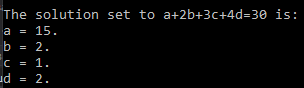 The solution set to a+2b+3c+4d=30 is:
a = 15.
b = 2.
c = 1.
d = 2.